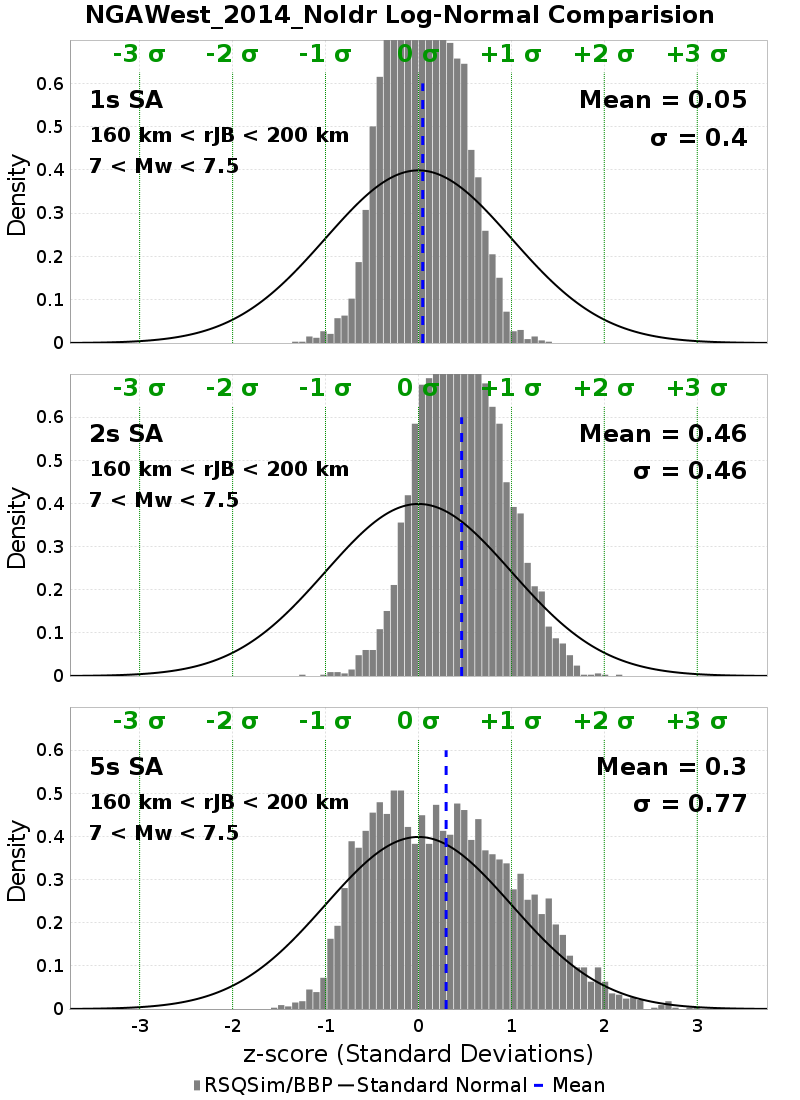 NGAWest_2014_NoIdr Log-Normal Comparision
-3 σ -2 σ -1 σ 0 σ +1 σ +2 σ +3 σ
1s SA
160 km < rJB < 200 km
7 < Mw < 7.5
Mean = 0.05
σ = 0.4
0.6
0.5
0.4
0.3
0.2
0.1
0
Density
-3 σ -2 σ -1 σ 0 σ +1 σ +2 σ +3 σ
2s SA
160 km < rJB < 200 km
7 < Mw < 7.5
Mean = 0.46
σ = 0.46
0.6
0.5
0.4
0.3
0.2
0.1
0
Density
-3 σ -2 σ -1 σ 0 σ +1 σ +2 σ +3 σ
5s SA
160 km < rJB < 200 km
7 < Mw < 7.5
Mean = 0.3
σ = 0.77
0.6
0.5
0.4
0.3
0.2
0.1
0
Density
-3 -2 -1 0 1 2 3
z-score (Standard Deviations)
RSQSim/BBP Standard Normal Mean